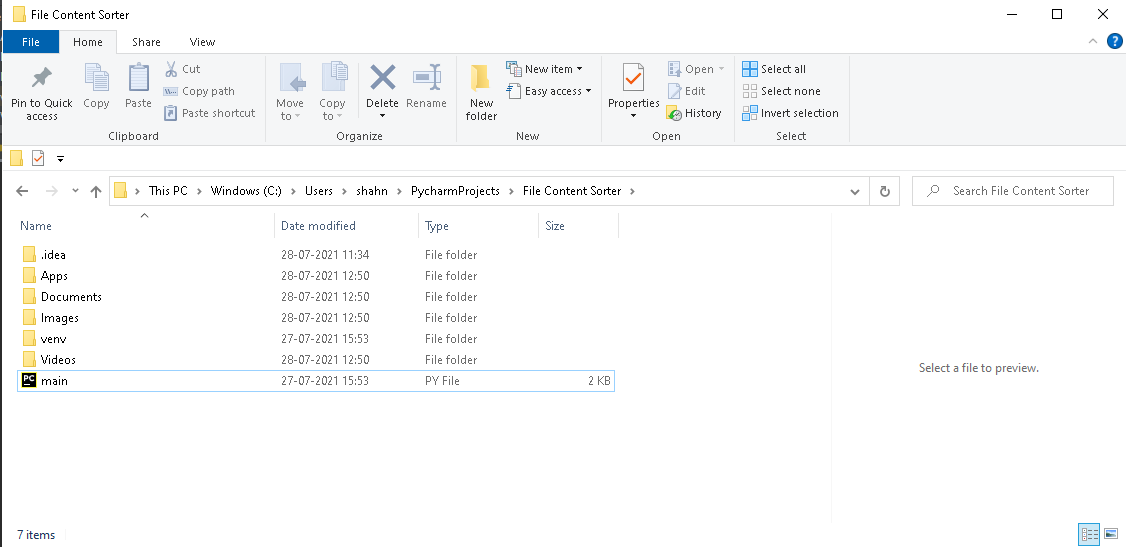 File Content Sorter
File Home Share View
Pin to Quick access
Copy
Paste
Cut
Copy path
Paste shortcut
Clipboard
Move to
Copy to
Delete
Rename
Organize
New folder
New item
Easy access
New
Properties
Open
Edit
History
Open
Select all
Select none
Invert selection
Select
This PC > Windows (C:) > Users > shahn > PycharmProjects > File Content Sorter >
Search File Content Sorter
Name Date modified Type Size
.idea 28-07-2021 11:34 File folder
Apps 28-07-2021 12:50 File folder
Documents 28-07-2021 12:50 File folder
Images 28-07-2021 12:50 File folder
venv 27-07-2021 15:53 File folder
Videos 28-07-2021 12:50 File folder
PC main 27-07-2021 15:53 PY File 2 KB
Select a file to preview.
7 items